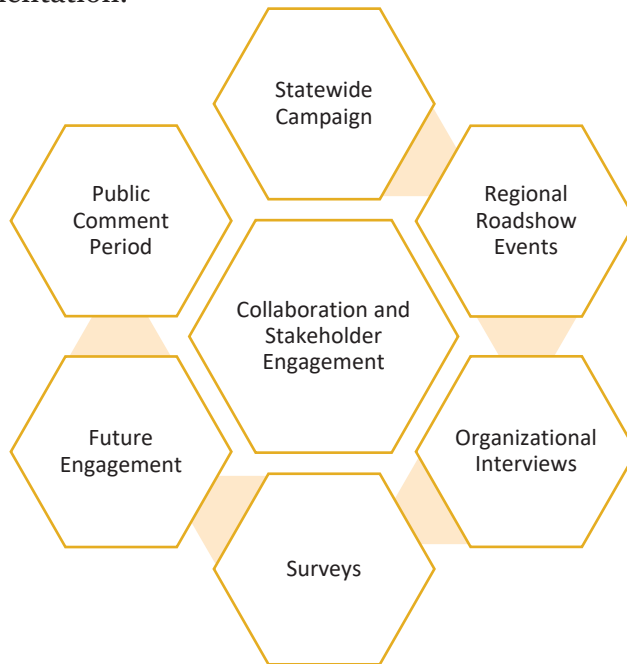 Statewide
Campaign
Public
Comment
Period
Regional
Roadshow
Events
Collaboration and
Stakeholder
Engagement
Future
Engagement
Organizational
Interviews
Surveys